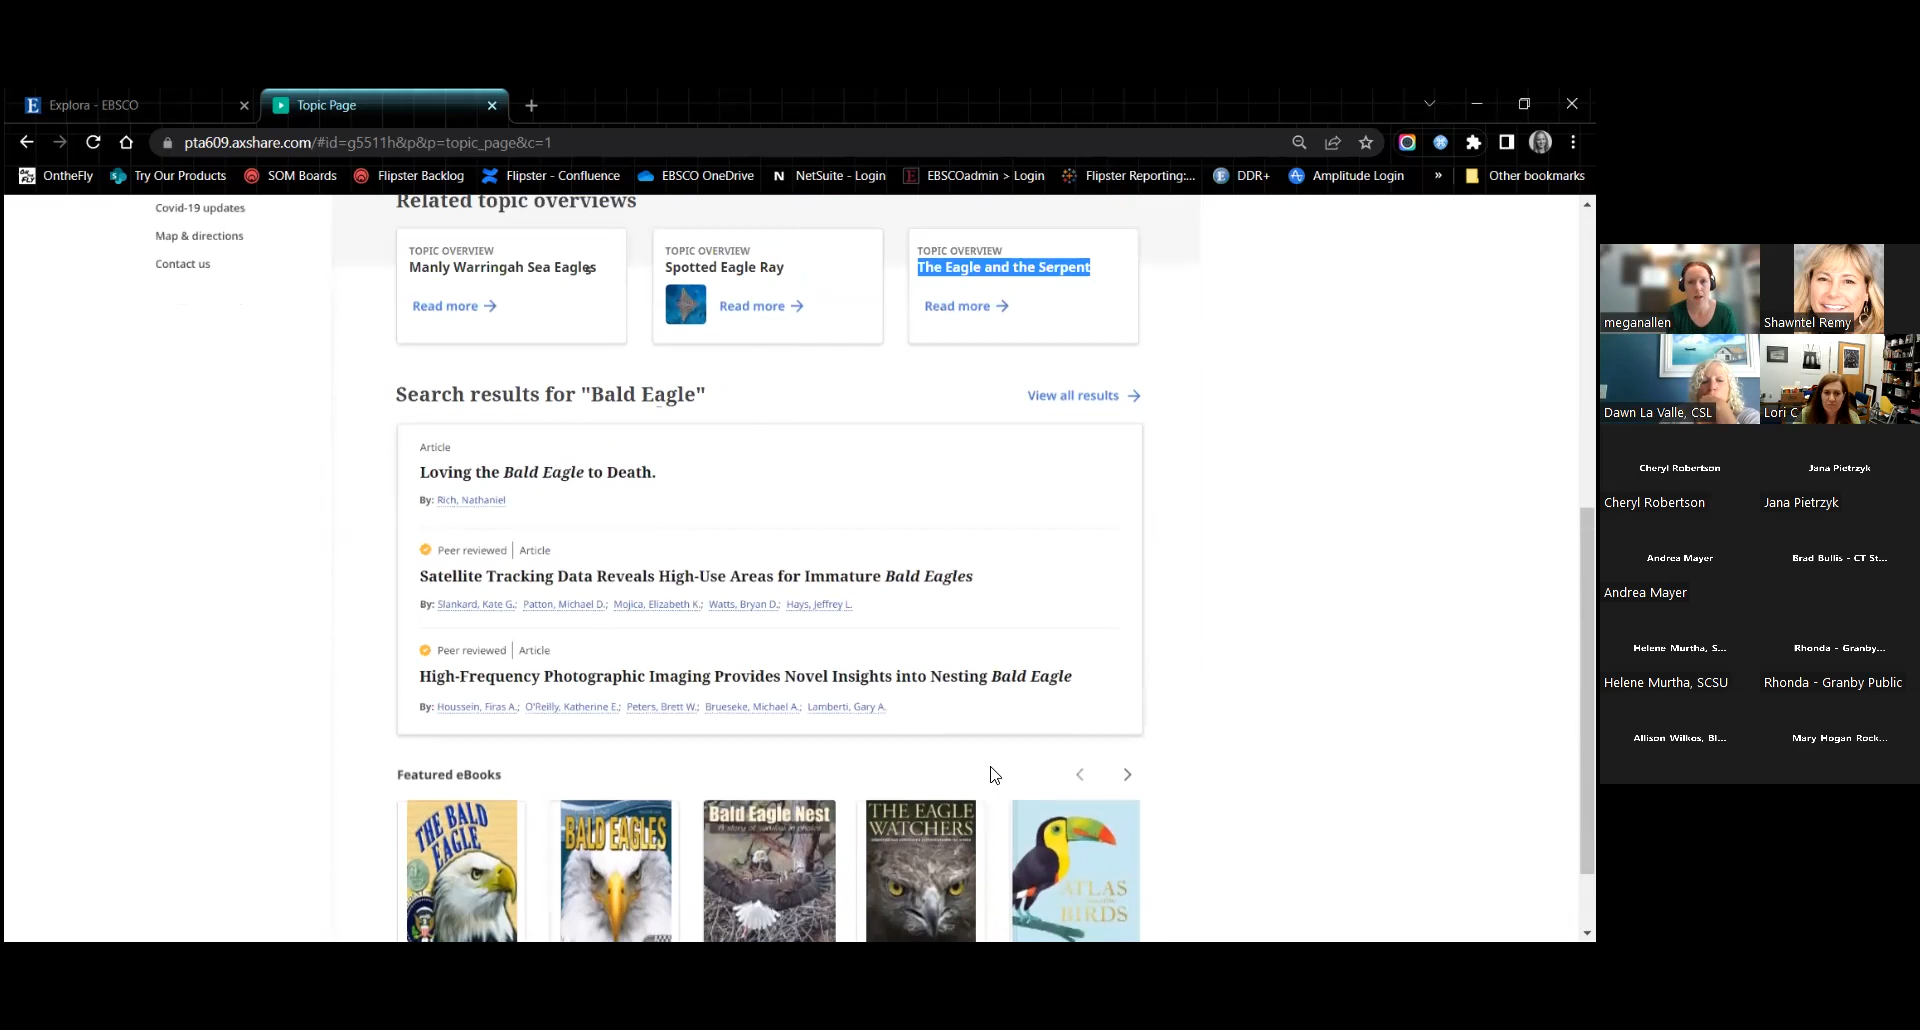 Explora - EBSCO
Topic Page
pta609.axshare.com/#id=g5511h&p&p=topic_page&c=1
OntheFly Try Our Products SOM Boards Flipster Backlog Flipster - Confluence EBSCO OneDrive NetSuite - Login EBSCOadmin > Login Flipster Reporting:... DDR+ Amplitude Login » Other bookmarks
Covid-19 updates
Map & directions
Contact us
Related topic overviews
TOPIC OVERVIEW
Manly Warringah Sea Eagles
Read more →
TOPIC OVERVIEW
Spotted Eagle Ray
Read more →
TOPIC OVERVIEW
The Eagle and the Serpent
Read more →
Search results for "Bald Eagle"
View all results →
Article
Loving the Bald Eagle to Death.
By: Rich, Nathaniel
Peer reviewed | Article
Satellite Tracking Data Reveals High-Use Areas for Immature Bald Eagles
By: Slankard, Kate G.; Patton, Michael D.; Mojica, Elizabeth K.; Watts, Bryan D.; Hays, Jeffrey L.
Peer reviewed | Article
High-Frequency Photographic Imaging Provides Novel Insights into Nesting Bald Eagle
By: Houssein, Firas A.; O'Reilly, Katherine E.; Peters, Brett W.; Brueseke, Michael A.; Lamberti, Gary A.
Featured eBooks
THE BALD
EAGLE
BALD EAGLES
Bald Eagle Nest
A story of survival in photos
THE EAGLE
WATCHERS
ATLAS
BIRDS
meganallen
Shawntel Remy
Dawn La Valle, CSL
Lori C
Cheryl Robertson
Jana Pietrzyk
Cheryl Robertson
Jana Pietrzyk
Andrea Mayer
Brad Bullis - CT St...
Andrea Mayer
Helene Murtha, S...
Rhonda - Granby...
Helene Murtha, SCSU
Rhonda - Granby Public
Allison Wilkos, Bl...
Mary Hogan Rock...